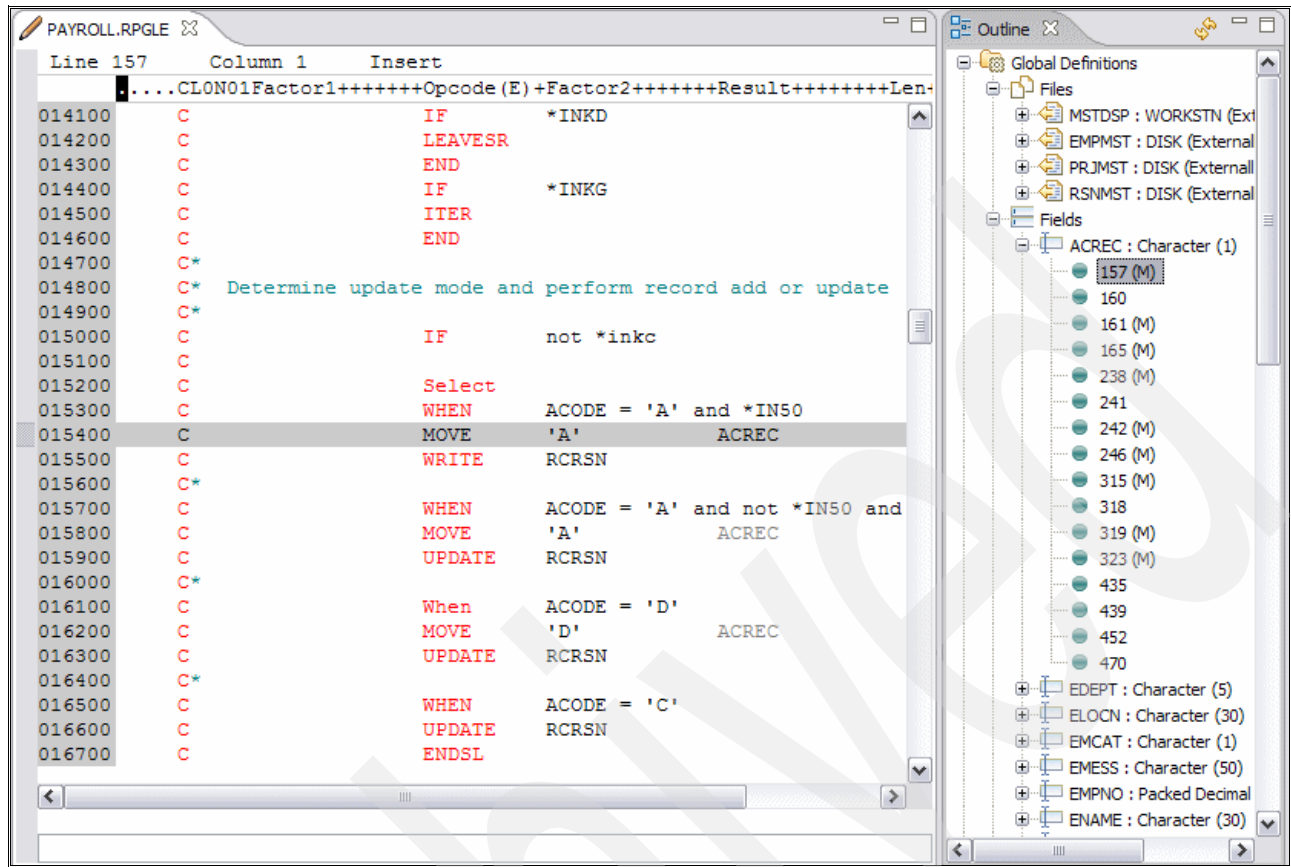 PAYROLL.RPGLE
Line 157 Column 1 Insert
.....CL0N01Factor1+++++++Opcode(E)+Factor2+++++++Result++++++++Len+
014100 C IF *INKD
014200 C LEAVESR
014300 C END
014400 C IF *INKG
014500 C ITER
014600 C END
014700 C*
014800 C* Determine update mode and perform record add or update
014900 C*
015000 C IF not *inkc
015100 C
015200 C Select
015300 C WHEN ACODE = 'A' and *IN50
015400 C MOVE 'A' ACREC
015500 C WRITE RCRSN
015600 C*
015700 C WHEN ACODE = 'A' and not *IN50 and
015800 C MOVE 'A' ACREC
015900 C UPDATE RCRSN
016000 C*
016100 C When ACODE = 'D'
016200 C MOVE 'D' ACREC
016300 C UPDATE RCRSN
016400 C*
016500 C WHEN ACODE = 'C'
016600 C UPDATE RCRSN
016700 C ENDSL
Outline
Global Definitions
Files
MSTDSP : WORKSTN (Ext
EMPMST : DISK (External
PRJMST : DISK (Externall
RSNMST : DISK (External
Fields
ACREC : Character (1)
157 (M)
160
161 (M)
165 (M)
238 (M)
241
242 (M)
246 (M)
315 (M)
318
319 (M)
323 (M)
435
439
452
470
EDEPT : Character (5)
ELOCN : Character (30)
EMCAT : Character (1)
EMESS : Character (50)
EMPNO : Packed Decimal
ENAME : Character (30)